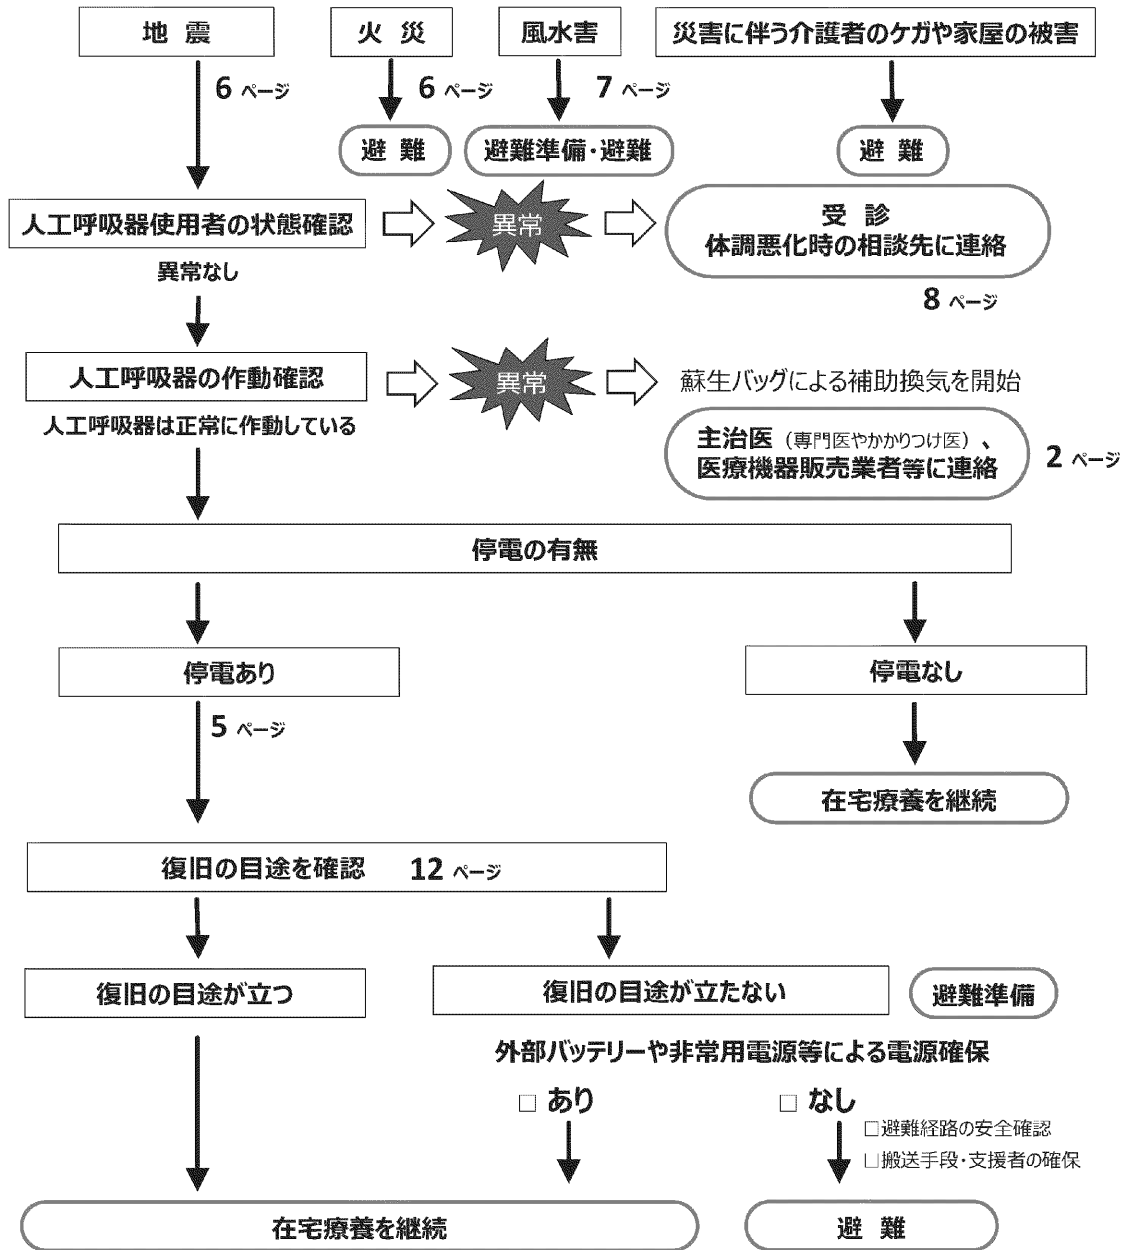 地 震
火 災
風水害
災害に伴う介護者のケガや家屋の被害
6 ページ
6 ページ
7 ページ
避 難
避難準備・避難
避 難
人工呼吸器使用者の状態確認
異常
受 診
体調悪化時の相談先に連絡
異常なし
8 ページ
人工呼吸器の作動確認
異常
蘇生バッグによる補助換気を開始
人工呼吸器は正常に作動している
主治医（専門医やかかりつけ医）、
医療機器販売業者等に連絡
2 ページ
停電の有無
停電あり
停電なし
5 ページ
在宅療養を継続
復旧の目途を確認 12 ページ
復旧の目途が立つ
復旧の目途が立たない
避難準備
外部バッテリーや非常用電源等による電源確保
□ あり
□ なし
□避難経路の安全確認
□搬送手段・支援者の確保
在宅療養を継続
避 難